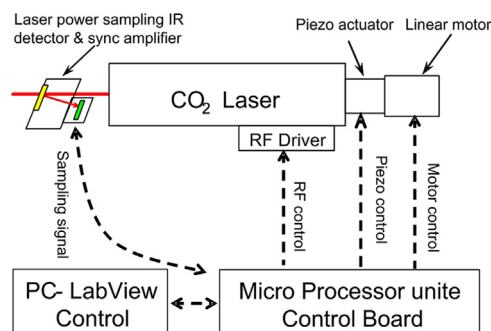 Laser power sampling IR
detector & sync amplifier
Piezo actuator
Linear motor
CO2 Laser
RF Driver
Sampling signal
RF control
Piezo control
Motor control
PC- LabView
Control
Micro Processor unite
Control Board